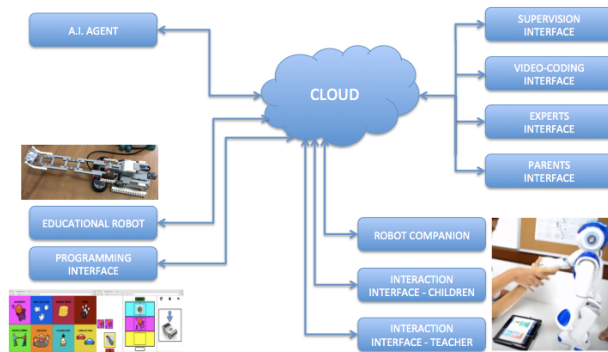 A.I. AGENT
CLOUD
SUPERVISION
INTERFACE
VIDEO-CODING
INTERFACE
EXPERTS
INTERFACE
PARENTS
INTERFACE
EDUCATIONAL ROBOT
PROGRAMMING
INTERFACE
ROBOT COMPANION
INTERACTION
INTERFACE - CHILDREN
INTERACTION
INTERFACE - TEACHER